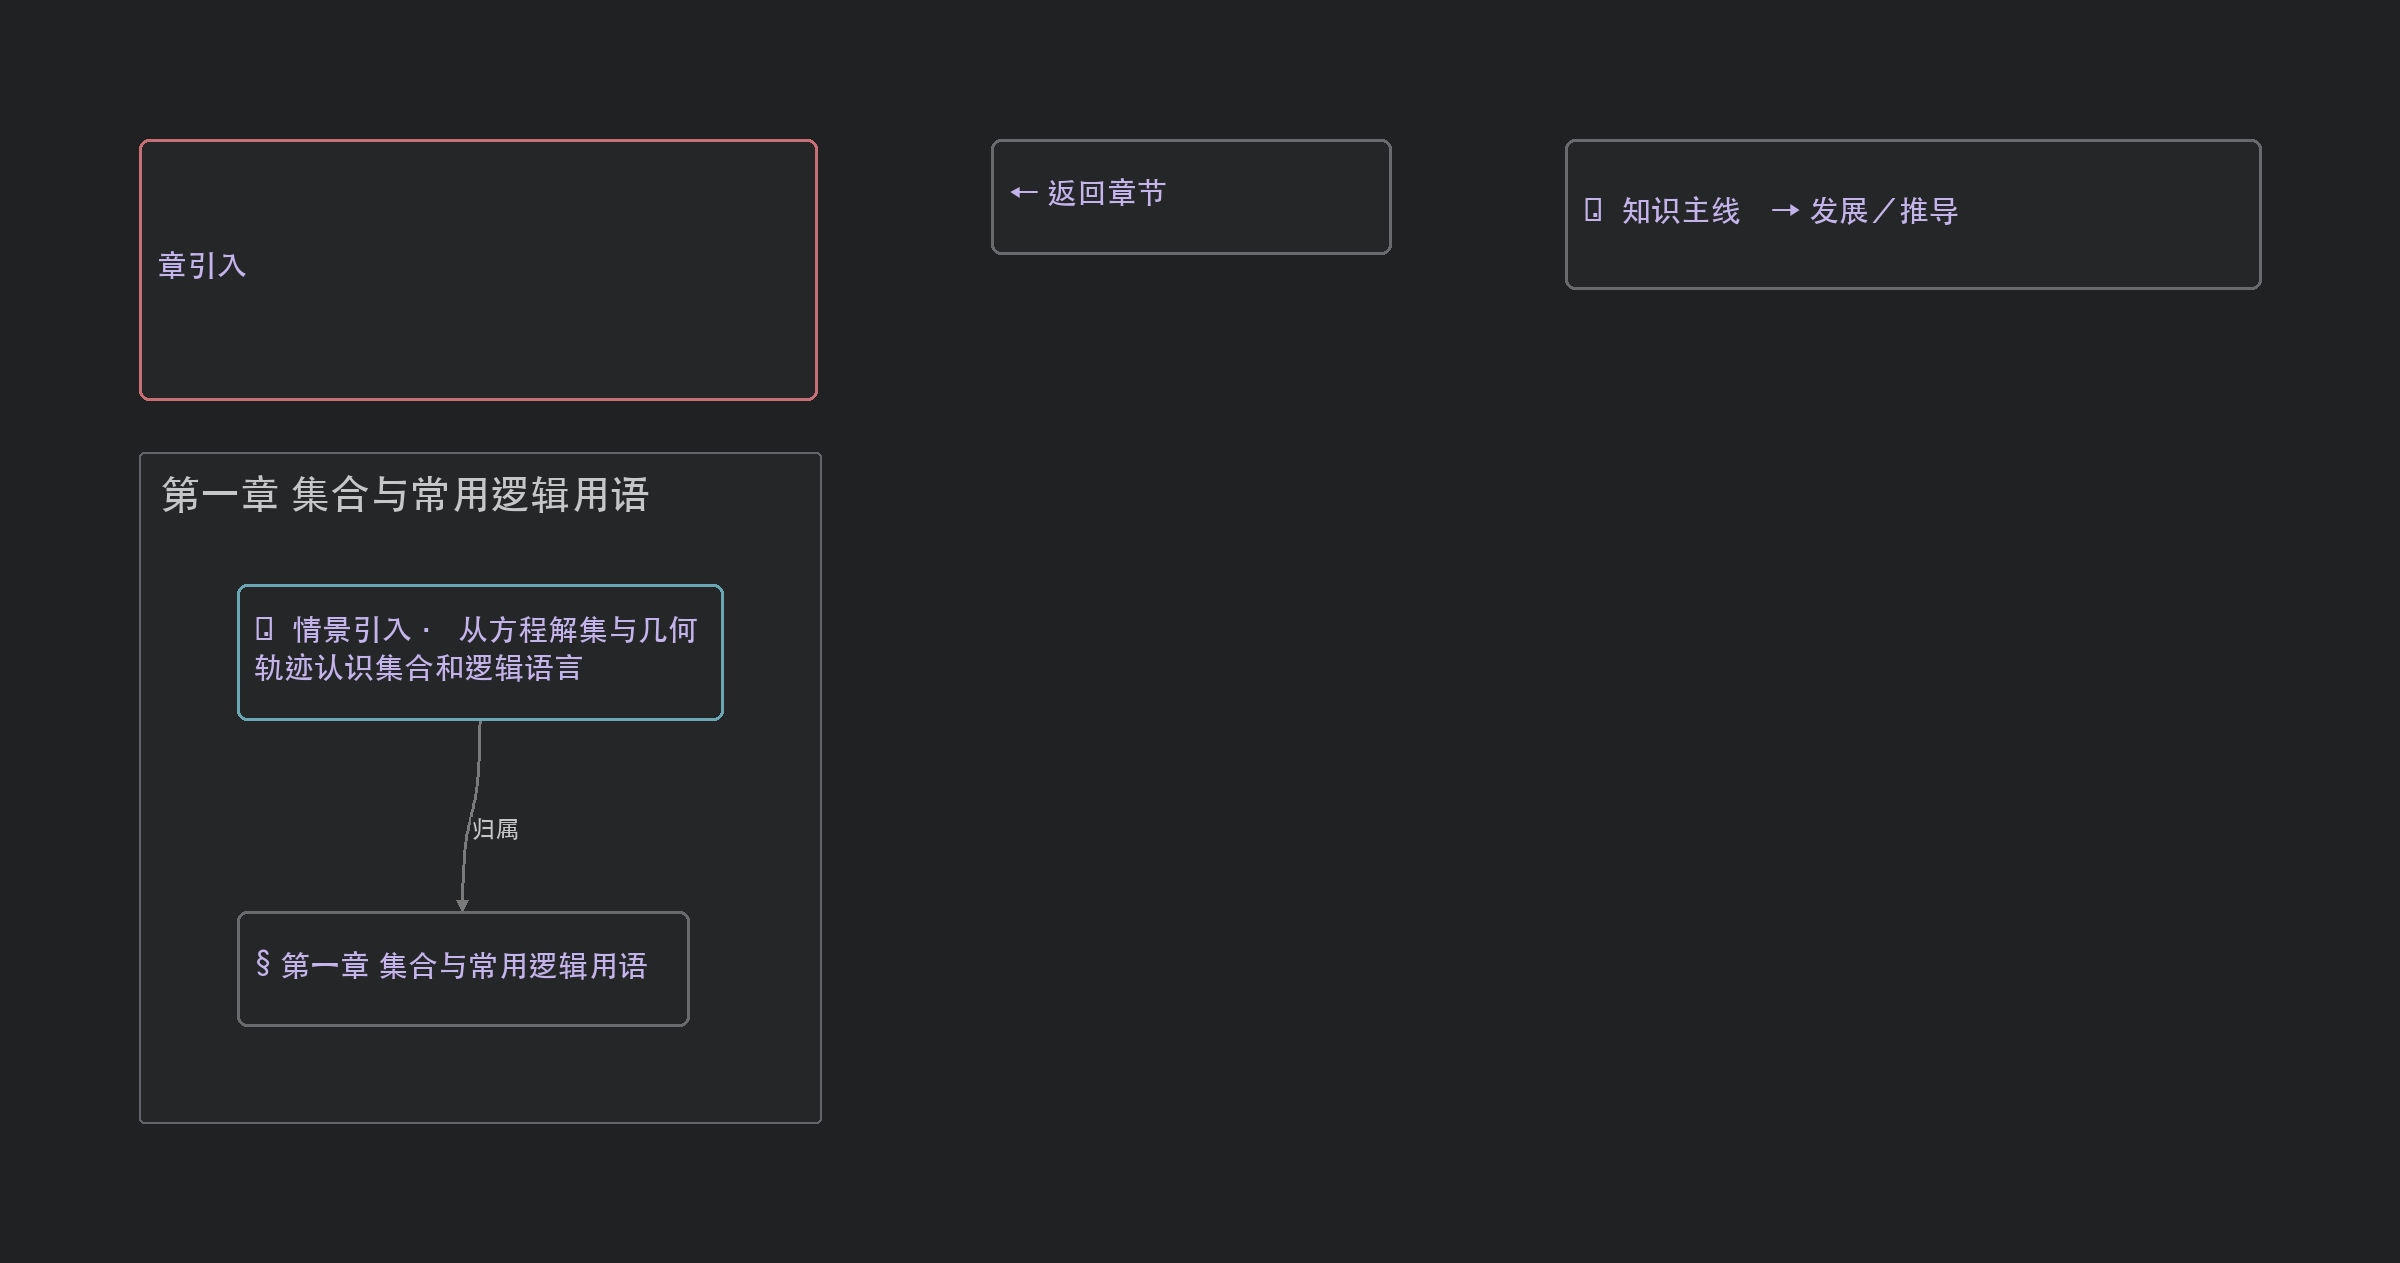 章引入
← 返回章节
知识主线 → 发展／推导
第一章 集合与常用逻辑用语
情景引入 · 从方程解集与几何
轨迹认识集合和逻辑语言
归属
§ 第一章 集合与常用逻辑用语